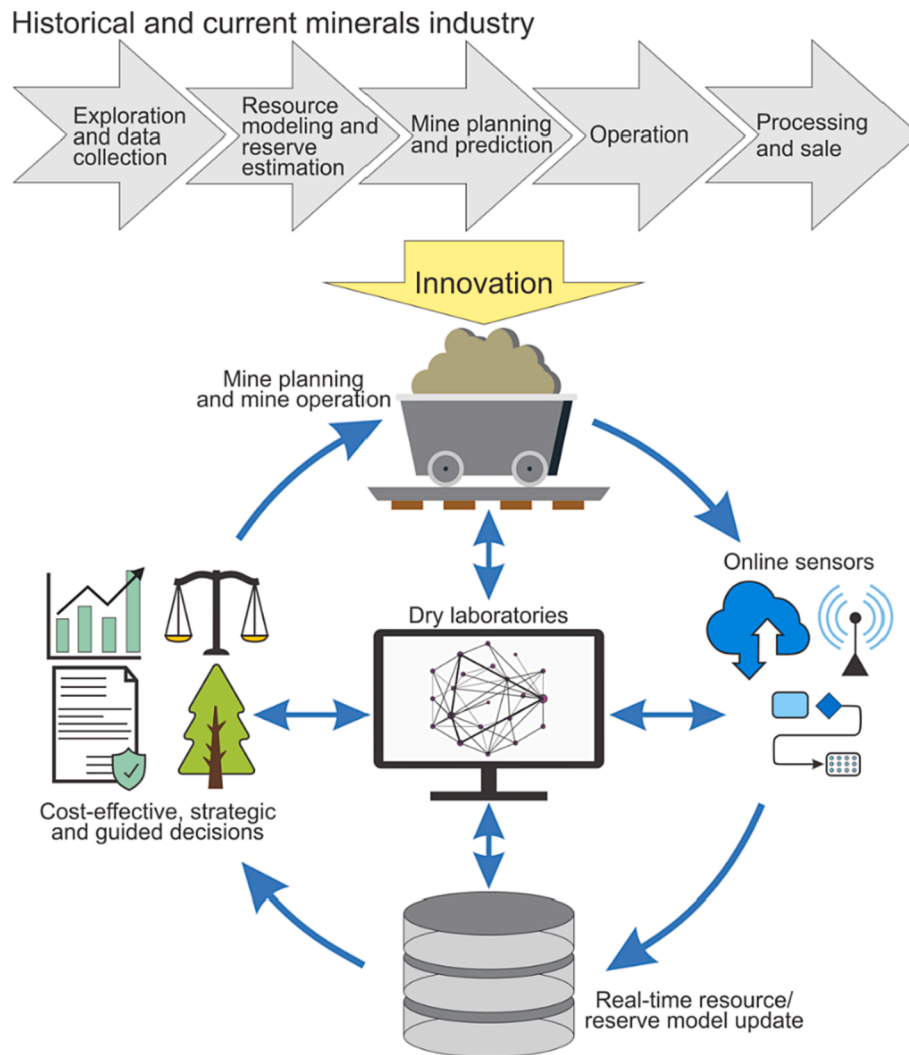 Historical and current minerals industry
Exploration
and data
collection
Resource
modeling and
reserve
estimation
Mine planning
and prediction
Operation
Processing
and sale
Innovation
Mine planning
and mine operation
Online sensors
Dry laboratories
Cost-effective, strategic
and guided decisions
Real-time resource/
reserve model update